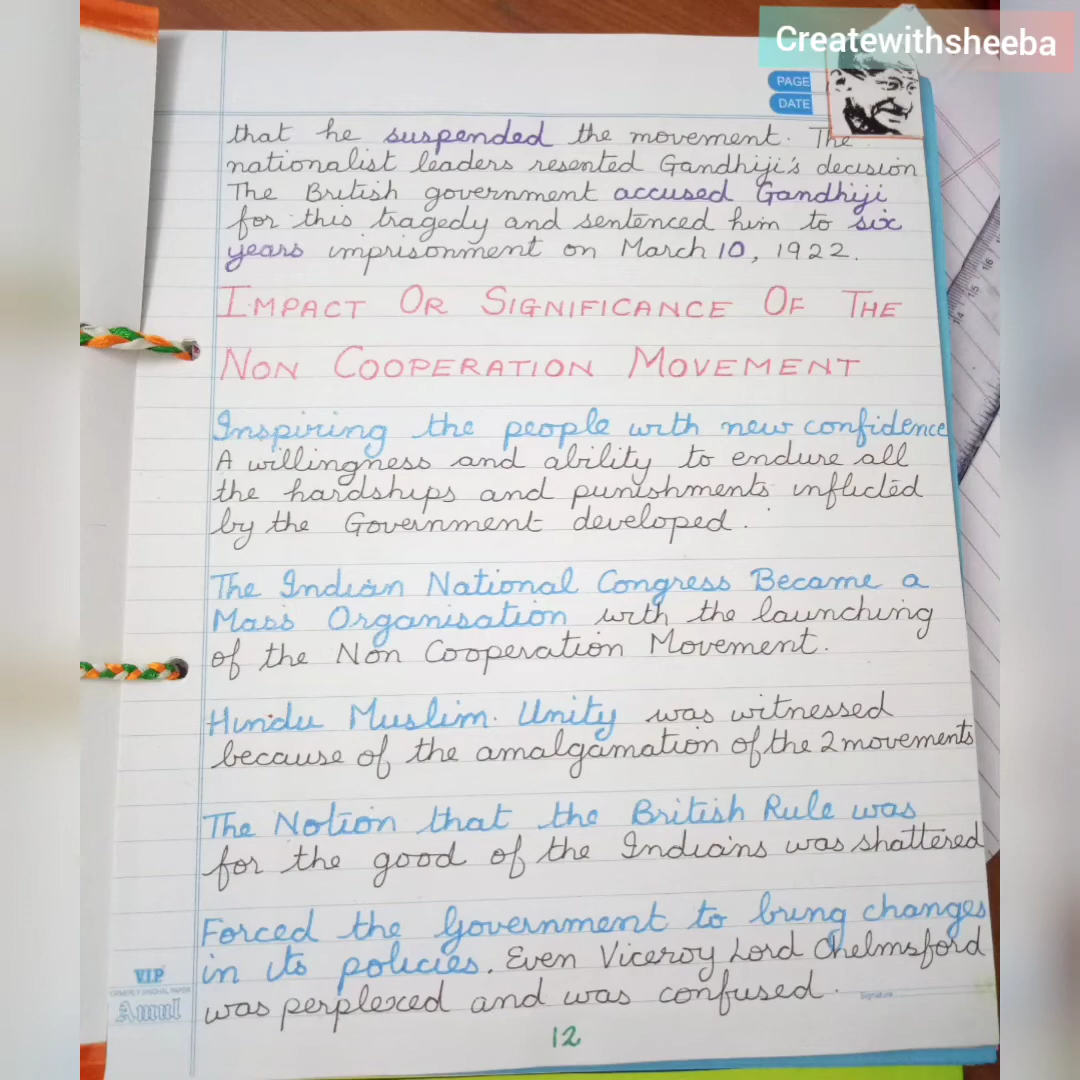 Createwithsheeba
PAGE
DATE
that he suspended the movement. The
nationalist leaders resented Gandhiji's decision
The British government accused Gandhiji
for this tragedy and sentenced him to six
years imprisonment on March 10, 1922.
IMPACT OR SIGNIFICANCE OF THE
NON COOPERATION MOVEMENT
Inspiring the people with new confidence
A willingness and ability to endure all
the hardships and punishments inflicted
by the Government developed.
The Indian National Congress Became a
Mass Organisation with the launching
of the Non Cooperation Movement.
Hindu Muslim Unity was witnessed
because of the amalgamation of the 2 movements
The Notion that the British Rule was
for the good of the Indians was shattered
Forced the Government to bring changes
in its policies. Even Viceroy Lord Chelmsford
was perplexed and was confused.
VIP
Amul
Signature
12